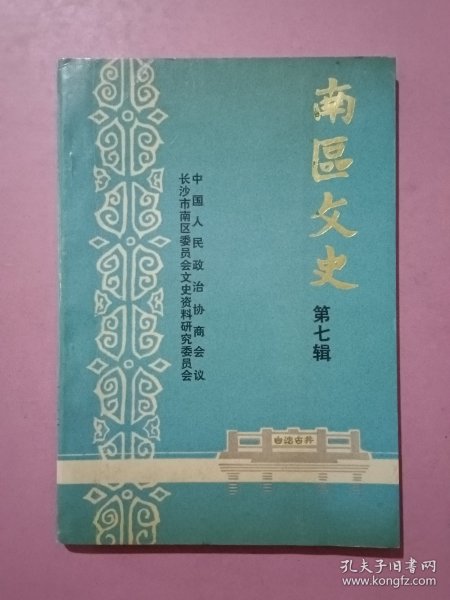 南區文史
第七辑
中国人民政治协商会议
长沙市南区委员会文史资料研究委员会
白沙古井
孔夫子旧书网
www.kongfz.com